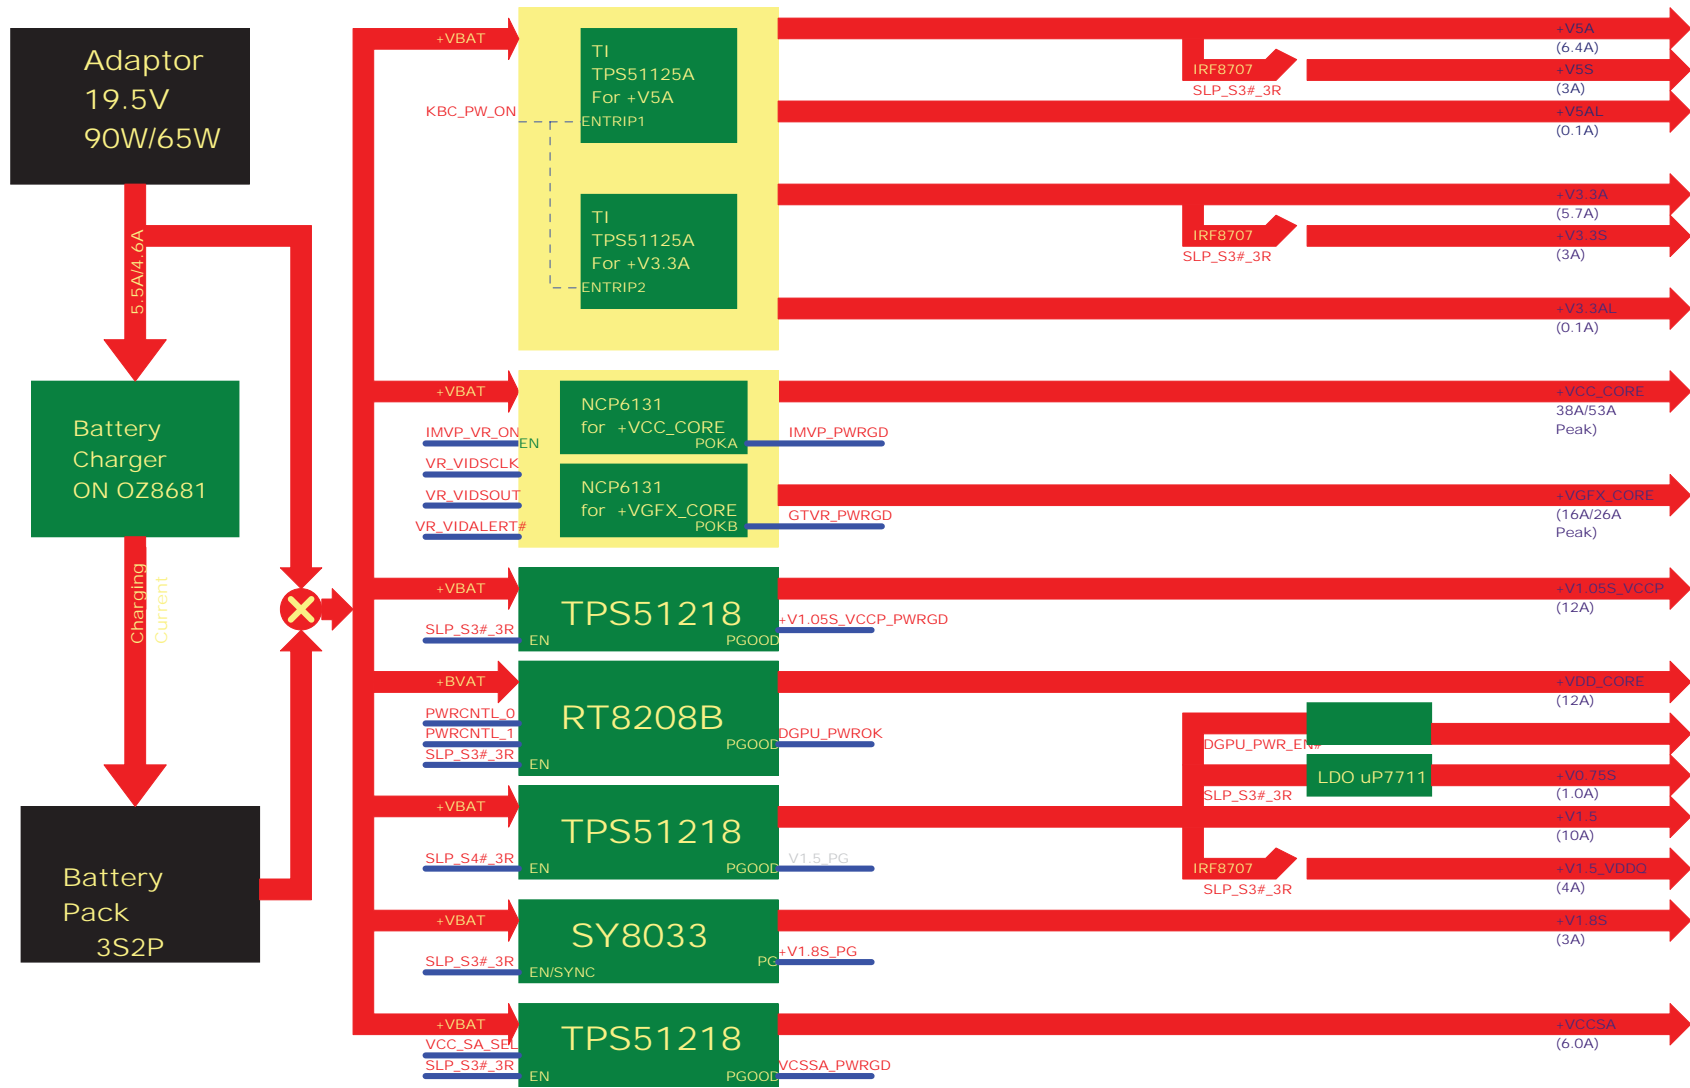 Adaptor
19.5V
90W/65W
5.5A/4.6A
Battery
Charger
ON OZ8681
Charging
Current
Battery
Pack
3S2P
+VBAT
KBC_PW_ON
TI
TPS51125A
For +V5A
ENTRIP1
TI
TPS51125A
For +V3.3A
ENTRIP2
+V5A
(6.4A)
IRF8707
SLP_S3#_3R
+V5S
(3A)
+V5AL
(0.1A)
+V3.3A
(5.7A)
IRF8707
SLP_S3#_3R
+V3.3S
(3A)
+V3.3AL
(0.1A)
+VBAT
IMVP_VR_ON
EN
VR_VIDSCLK
VR_VIDSOUT
VR_VIDALERT#
NCP6131
for +VCC_CORE
POKA
IMVP_PWRGD
NCP6131
for +VGFX_CORE
POKB
GTVR_PWRGD
+VCC_CORE
38A/53A
Peak)
+VGFX_CORE
(16A/26A
Peak)
+VBAT
SLP_S3#_3R
TPS51218
EN
PGOOD
+V1.05S_VCCP_PWRGD
+V1.05S_VCCP
(12A)
+BVAT
PWRCNTL_0
PWRCNTL_1
SLP_S3#_3R
RT8208B
EN
PGOOD
DGPU_PWROK
+VDD_CORE
(12A)
+VBAT
SLP_S4#_3R
TPS51218
EN
PGOOD
V1.5_PG
DGPU_PWR_EN#
LDO uP7711
SLP_S3#_3R
+V0.75S
(1.0A)
+V1.5
(10A)
IRF8707
SLP_S3#_3R
+V1.5_VDDQ
(4A)
+VBAT
SLP_S3#_3R
SY8033
EN/SYNC
PG
+V1.8S_PG
+V1.8S
(3A)
+VBAT
VCC_SA_SEL
SLP_S3#_3R
TPS51218
EN
PGOOD
VCSSA_PWRGD
+VCCSA
(6.0A)